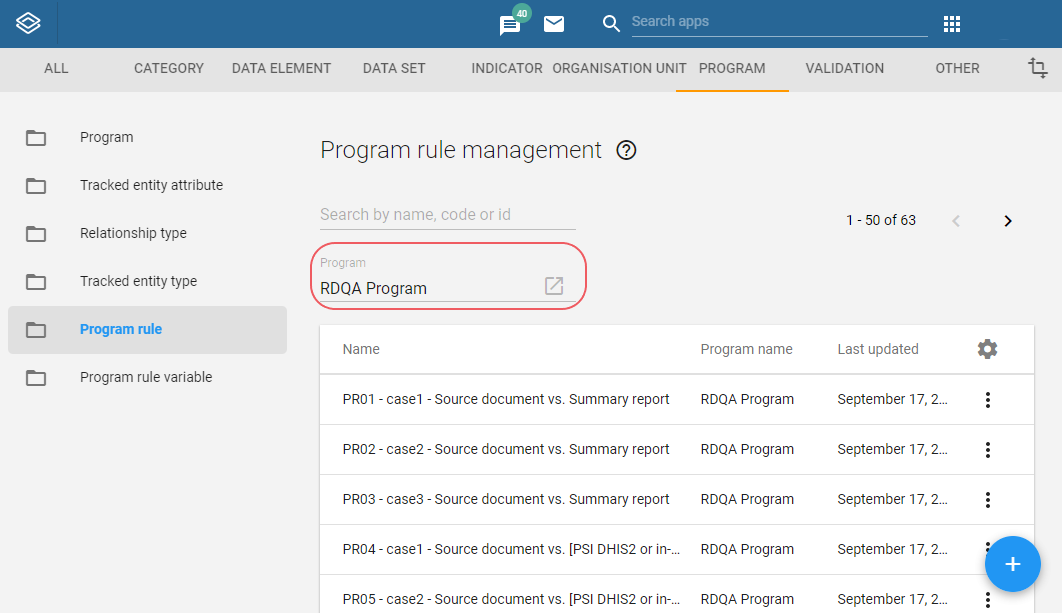 40
Search apps
ALL CATEGORY DATA ELEMENT DATA SET INDICATOR ORGANISATION UNIT PROGRAM VALIDATION OTHER
Program
Tracked entity attribute
Relationship type
Tracked entity type
Program rule
Program rule variable
Program rule management
Search by name, code or id
1 - 50 of 63
Program
RDQA Program
Name Program name Last updated
PR01 - case1 - Source document vs. Summary report RDQA Program September 17, 2...
PR02 - case2 - Source document vs. Summary report RDQA Program September 17, 2...
PR03 - case3 - Source document vs. Summary report RDQA Program September 17, 2...
PR04 - case1 - Source document vs. [PSI DHIS2 or in-... RDQA Program September 17, 2...
PR05 - case2 - Source document vs. [PSI DHIS2 or in-... RDQA Program September 17, 2...